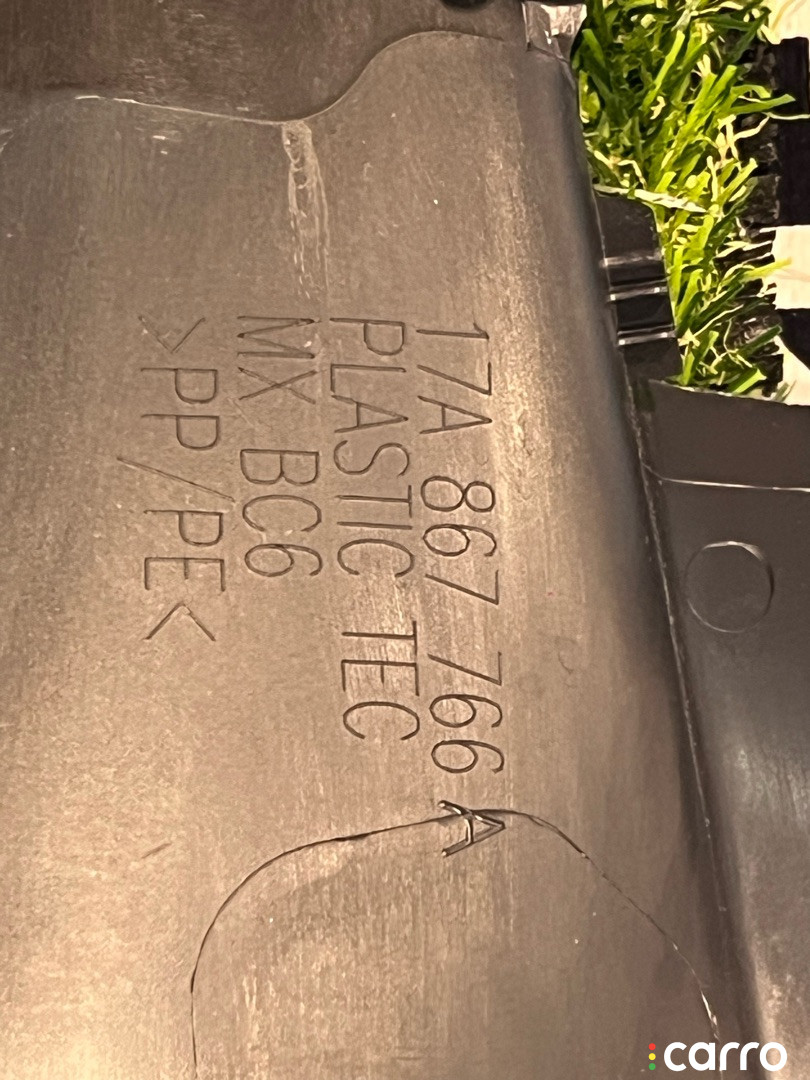 17A 867 766 A
PLASTIC TEC
MX BC6
>PP/PE<
carro